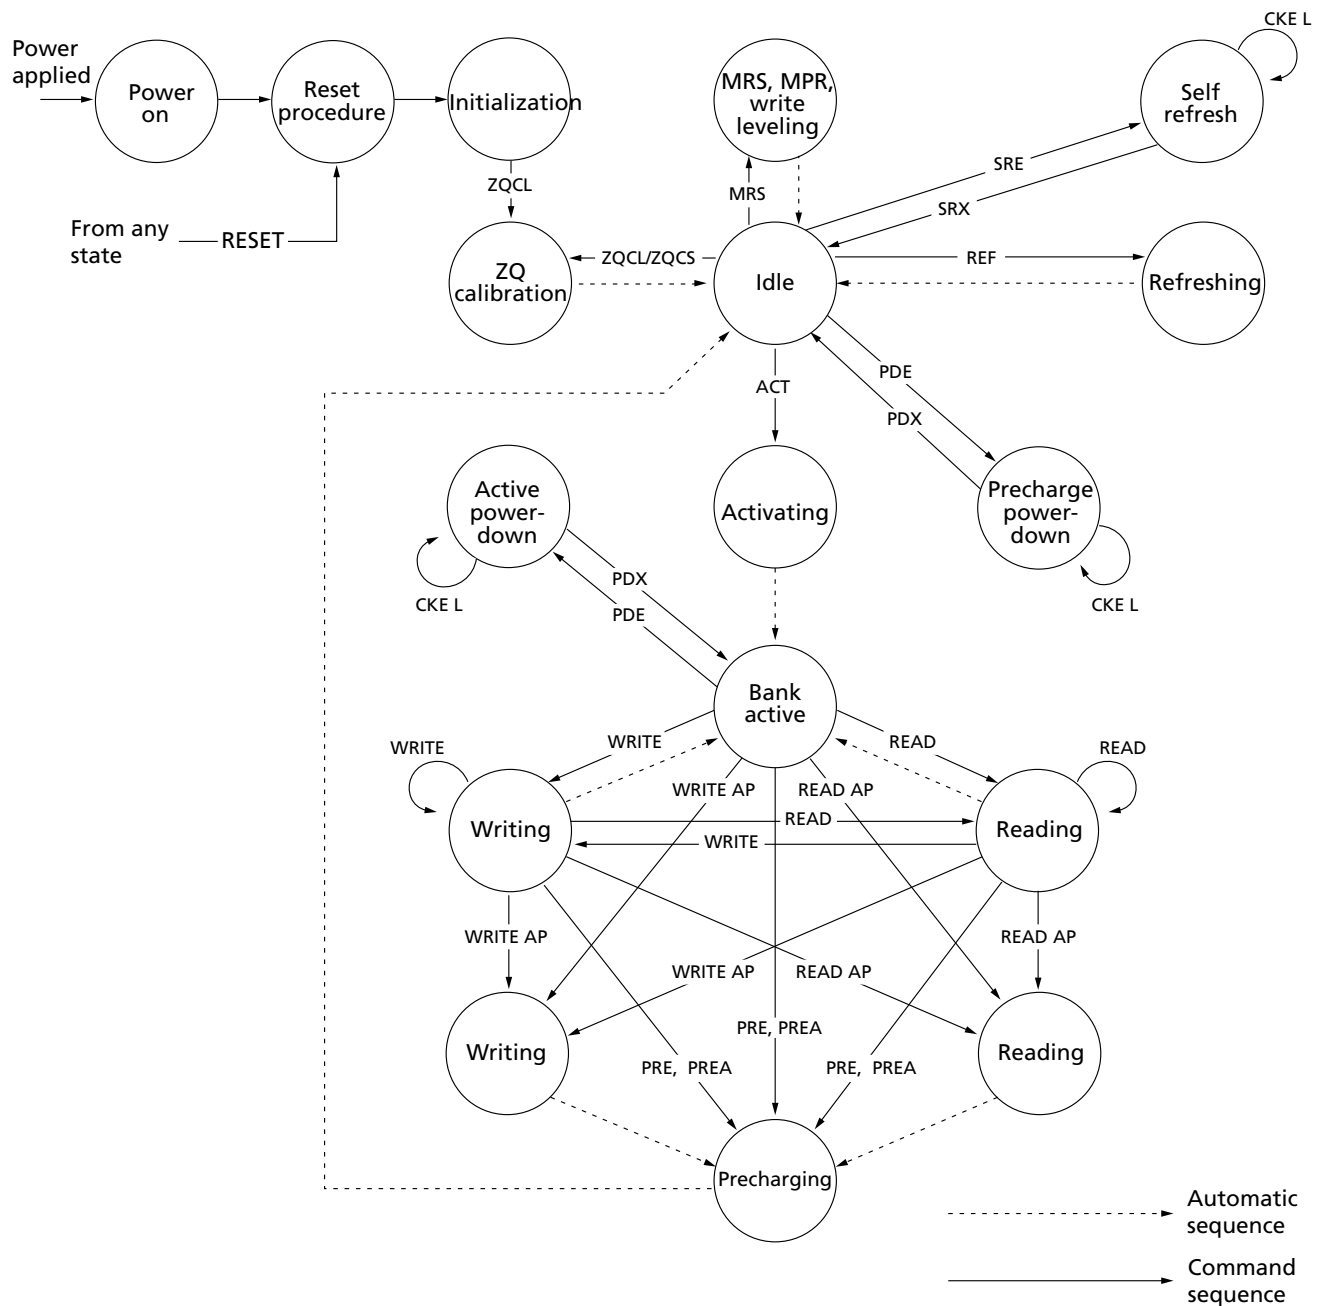 CKE L
Power
applied
Power
on
Reset
procedure
Initialization
MRS, MPR,
write
leveling
Self
refresh
ZQCL
MRS
SRE
SRX
From any
state
RESET
ZQ
calibration
ZQCL/ZQCS
Idle
REF
Refreshing
ACT
PDE
PDX
Active
power-
down
Activating
Precharge
power-
down
CKE L
PDX
PDE
CKE L
Bank
active
WRITE
WRITE
READ
READ
WRITE AP
READ AP
Writing
READ
WRITE
Reading
WRITE AP
READ AP
WRITE AP
READ AP
PRE, PREA
Writing
Reading
PRE, PREA
PRE, PREA
Precharging
Automatic
sequence
Command
sequence